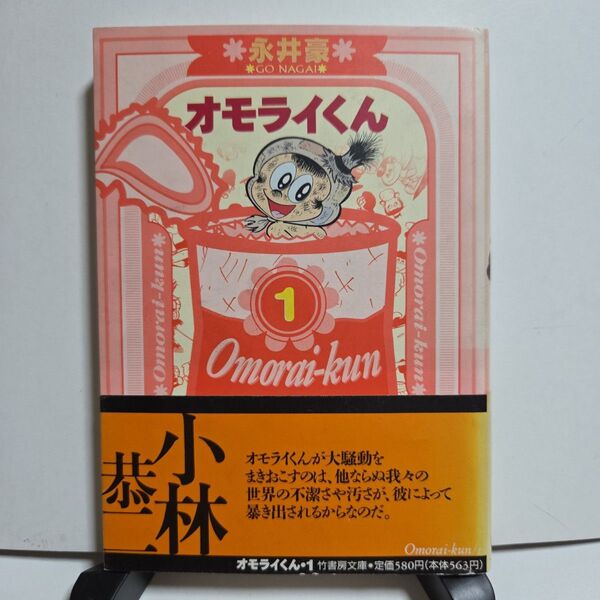 永井豪
GO NAGAI
オモライくん
Omorai-kun
Omorai-kun
1
Omorai-kun
小林恭二
オモライくんが大騒動を
まきおこすのは、他ならぬ我々の
世界の不潔さや汚さが、彼によって
暴き出されるからなのだ。
Omorai-kun/1
オモライくん・1 竹書房文庫●定価580円(本体563円)